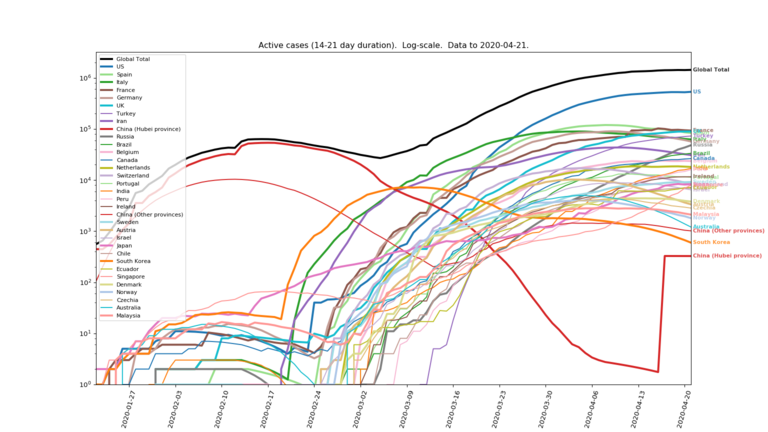 Active cases (14-21 day duration).  Log-scale.  Data to 2020-04-21.
Global Total
US
Spain
Italy
France
Germany
UK
Turkey
Iran
China (Hubei province)
Russia
Brazil
Belgium
Canada
Netherlands
Switzerland
Portugal
India
Peru
Ireland
China (Other provinces)
Sweden
Austria
Israel
Japan
Chile
South Korea
Ecuador
Singapore
Denmark
Norway
Czechia
Australia
Malaysia
10⁶
10⁵
10⁴
10³
10²
10¹
10⁰
Global Total
US
France
Turkey
Russia
Brazil
Canada
Netherlands
Ireland
Malaysia
Norway
Australia
China (Other provinces)
South Korea
China (Hubei province)
2020-01-27
2020-02-03
2020-02-10
2020-02-17
2020-02-24
2020-03-02
2020-03-09
2020-03-16
2020-03-23
2020-03-30
2020-04-06
2020-04-13
2020-04-20